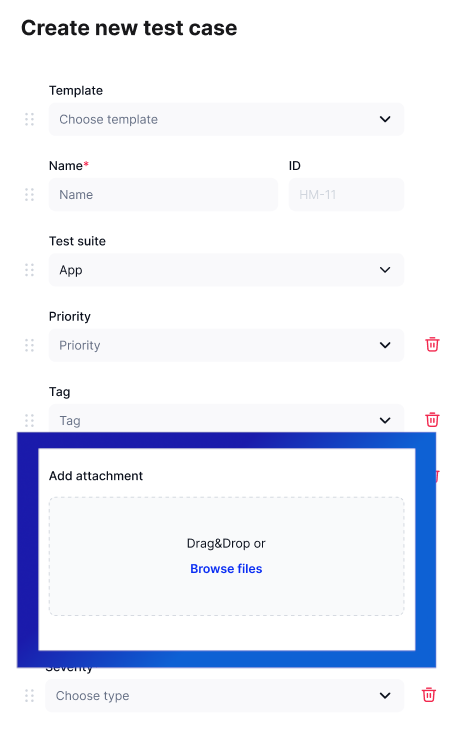 Create new test case
Template
Choose template
Name* ID
Name HM-11
Test suite
App
Priority
Priority
Tag
Tag
Add attachment
Drag&Drop or
Browse files
Severity
Choose type